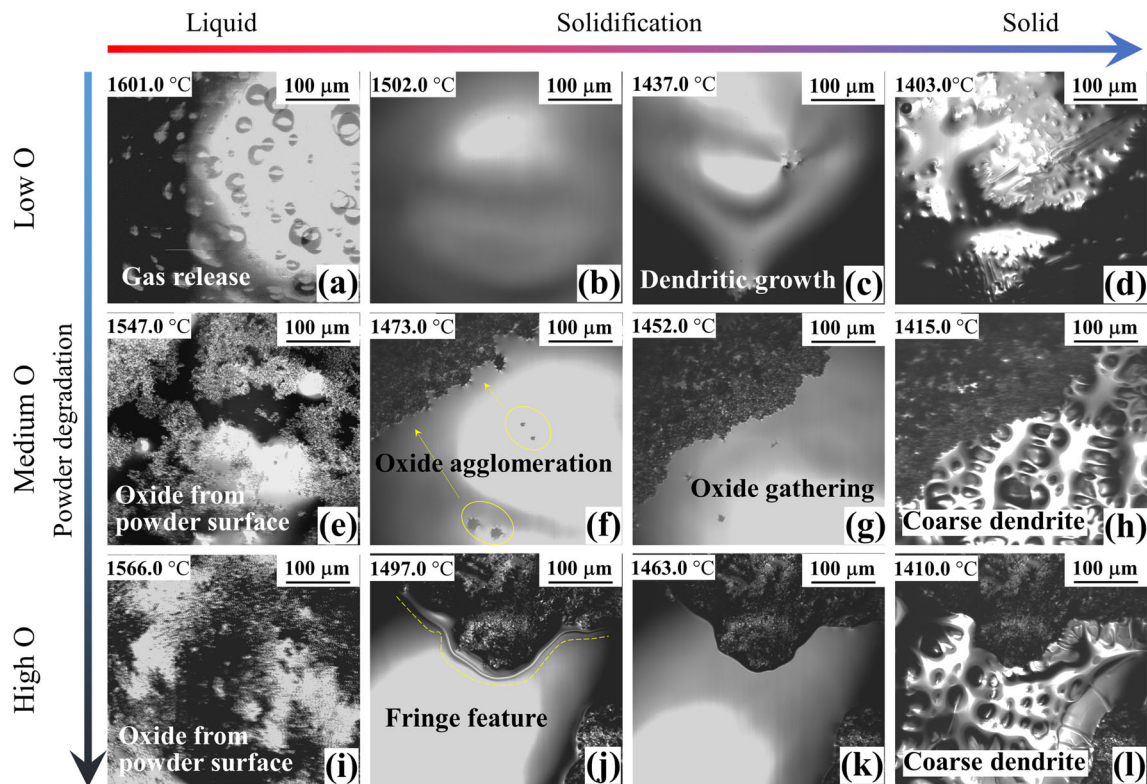 Liquid
Solidification
Solid
Low O
Medium O
High O
Powder degradation
1601.0 °C
100 μm
Gas release
(a)
1502.0 °C
100 μm
(b)
1437.0 °C
100 μm
Dendritic growth
(c)
1403.0°C
100 μm
(d)
1547.0 °C
100 μm
Oxide from
powder surface
(e)
1473.0 °C
100 μm
Oxide agglomeration
(f)
1452.0 °C
100 μm
Oxide gathering
(g)
1415.0 °C
100 μm
Coarse dendrite
(h)
1566.0 °C
100 μm
Oxide from
powder surface
(i)
1497.0 °C
100 μm
Fringe feature
(j)
1463.0 °C
100 μm
(k)
1410.0 °C
100 μm
Coarse dendrite
(l)